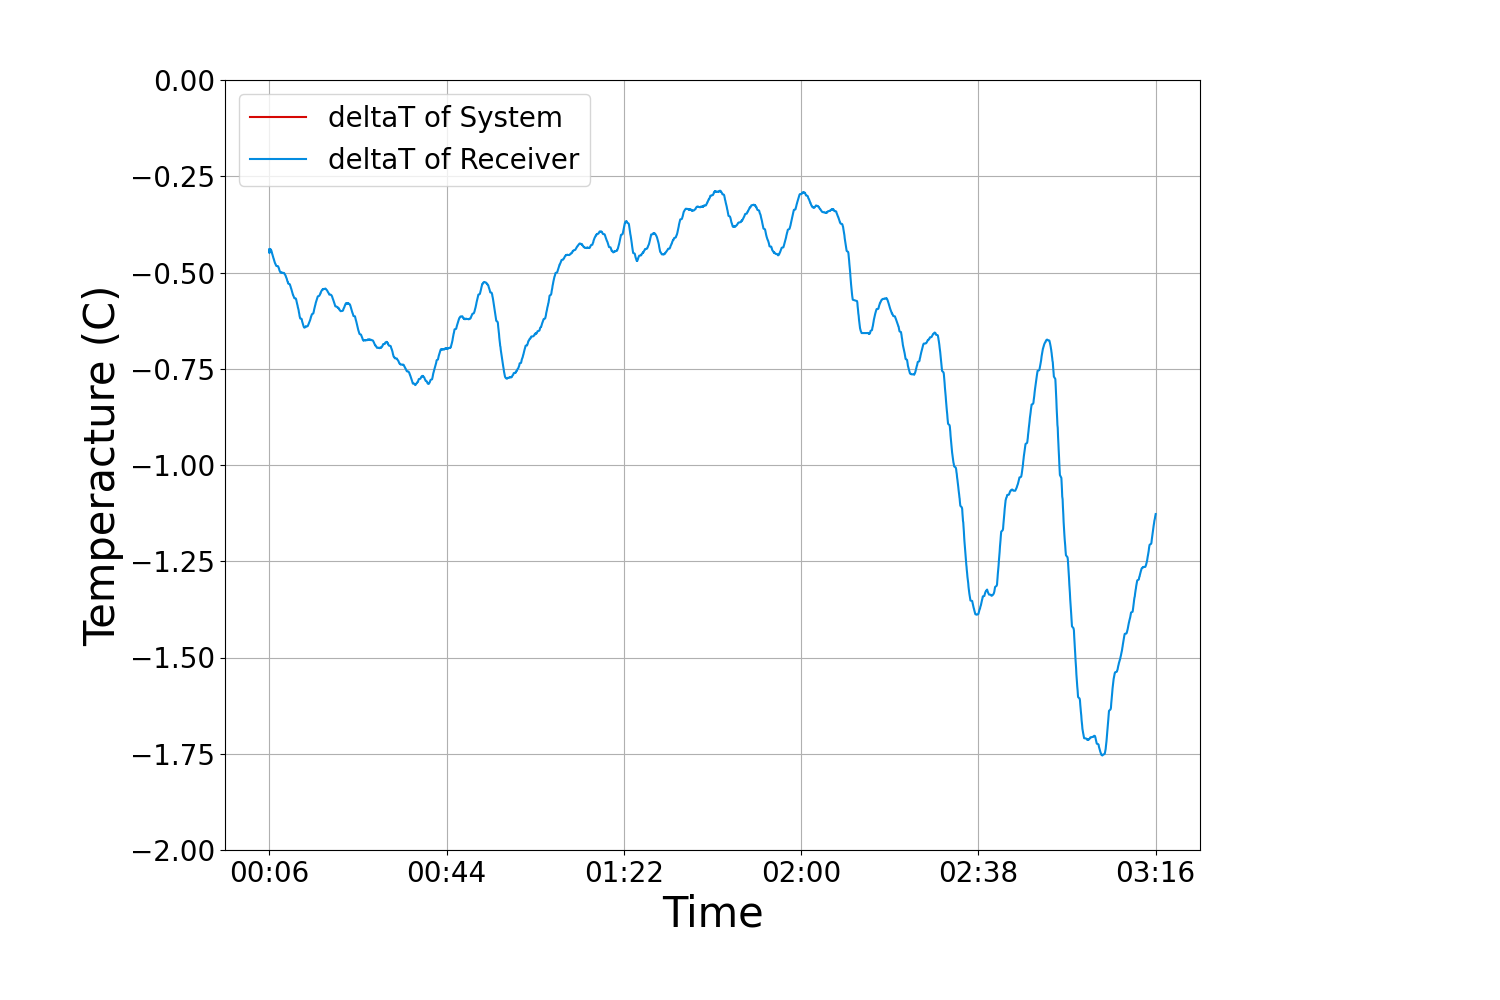 deltaT of System
deltaT of Receiver
0.00
−0.25
−0.50
−0.75
−1.00
−1.25
−1.50
−1.75
−2.00
Temperacture (C)
00:06 00:44 01:22 02:00 02:38 03:16
Time